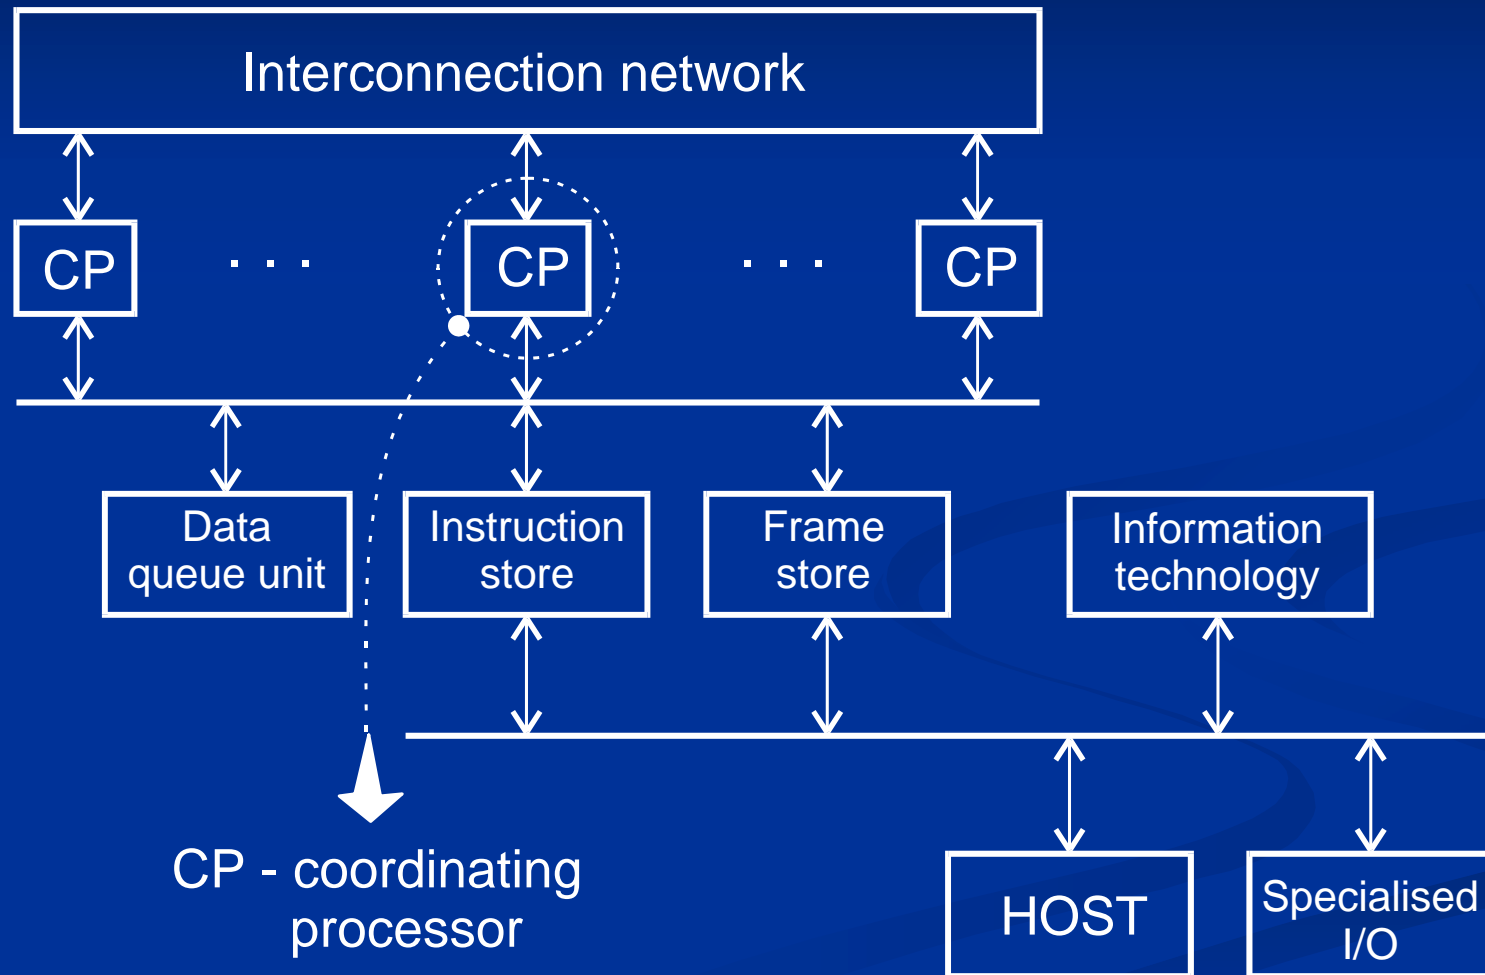 Interconnection network
CP
. . .
CP
. . .
CP
Data
queue unit
Instruction
store
Frame
store
Information
technology
CP - coordinating
processor
HOST
Specialised
I/O